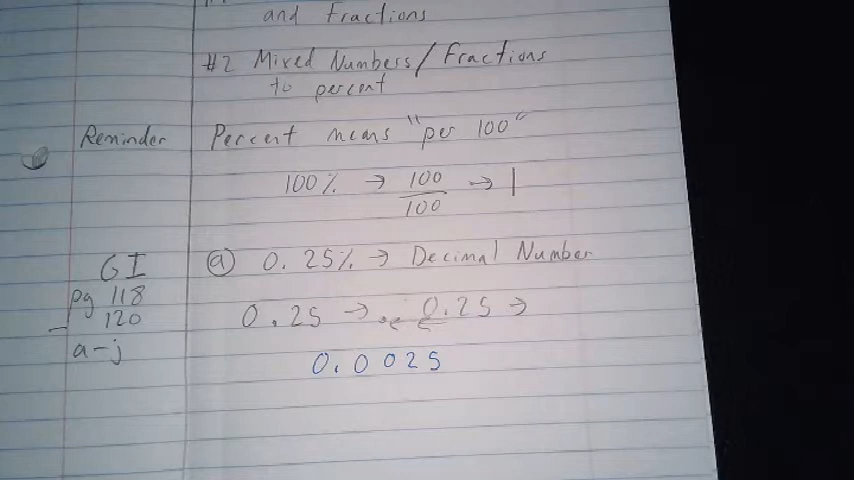 and Fractions
#2 Mixed Numbers/Fractions
to percent
Reminder Percent means "per 100"
100% → 100/100 → 1
GI ⓐ 0.25% → Decimal Number
pg 118
- 120 0.25 → . 0.25 →
a-j 0.0025